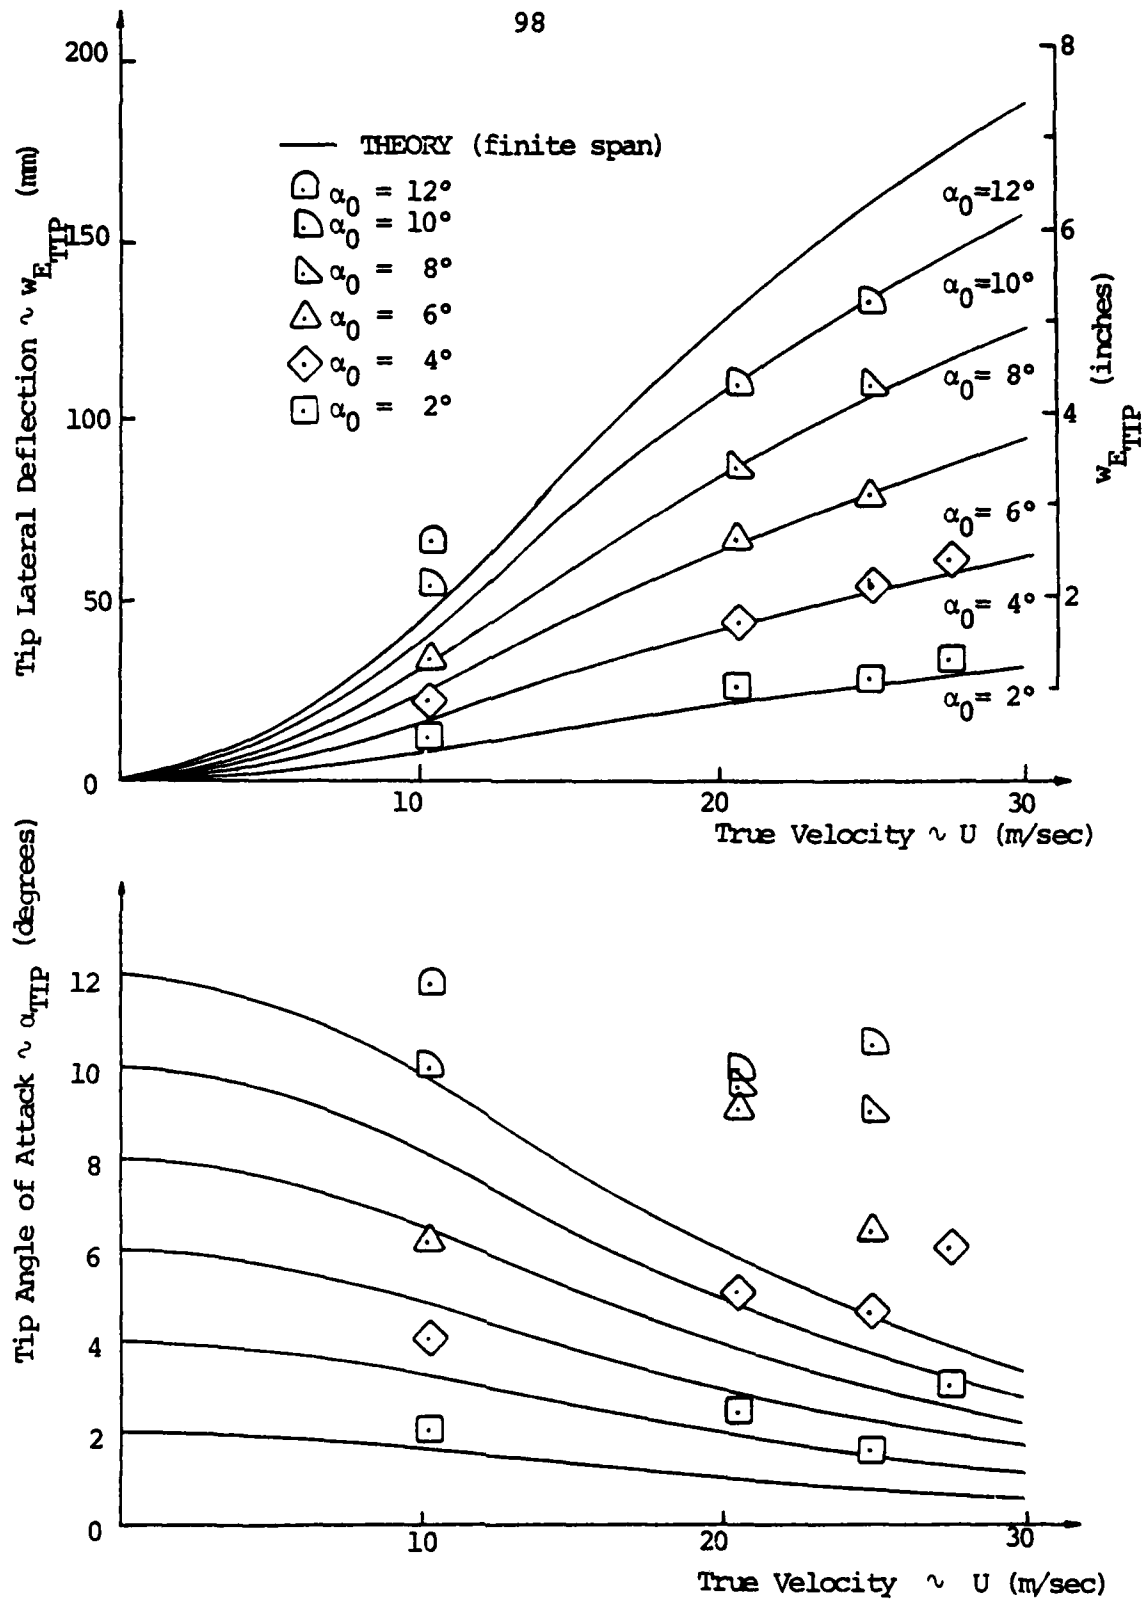 98
Tip Lateral Deflection ~ w_E_TIP (mm)
200
150
100
50
0
THEORY (finite span)
α0 = 12°
α0 = 10°
α0 = 8°
α0 = 6°
α0 = 4°
α0 = 2°
α0=12°
α0=10°
α0= 8°
α0= 6°
α0= 4°
α0= 2°
8
6
4
2
w_E_TIP (inches)
10
20
30
True Velocity ~ U (m/sec)
Tip Angle of Attack ~ α_TIP (degrees)
12
10
8
6
4
2
0
10
20
30
True Velocity ~ U (m/sec)